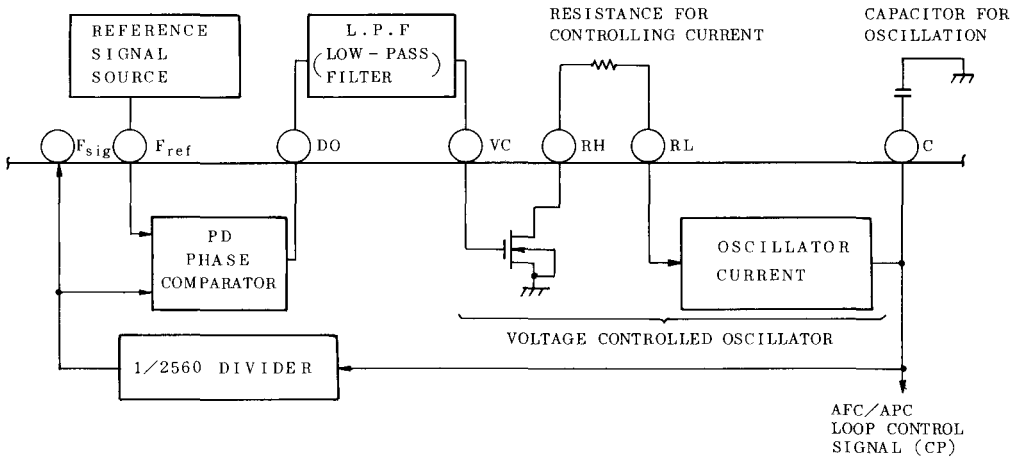 REFERENCE
SIGNAL
SOURCE
L.P.F
(LOW-PASS
FILTER)
RESISTANCE FOR
CONTROLLING CURRENT
CAPACITOR FOR
OSCILLATION
Fsig
Fref
DO
VC
RH
RL
C
PD
PHASE
COMPARATOR
OSCILLATOR
CURRENT
VOLTAGE CONTROLLED OSCILLATOR
1/2560 DIVIDER
AFC/APC
LOOP CONTROL
SIGNAL (CP)